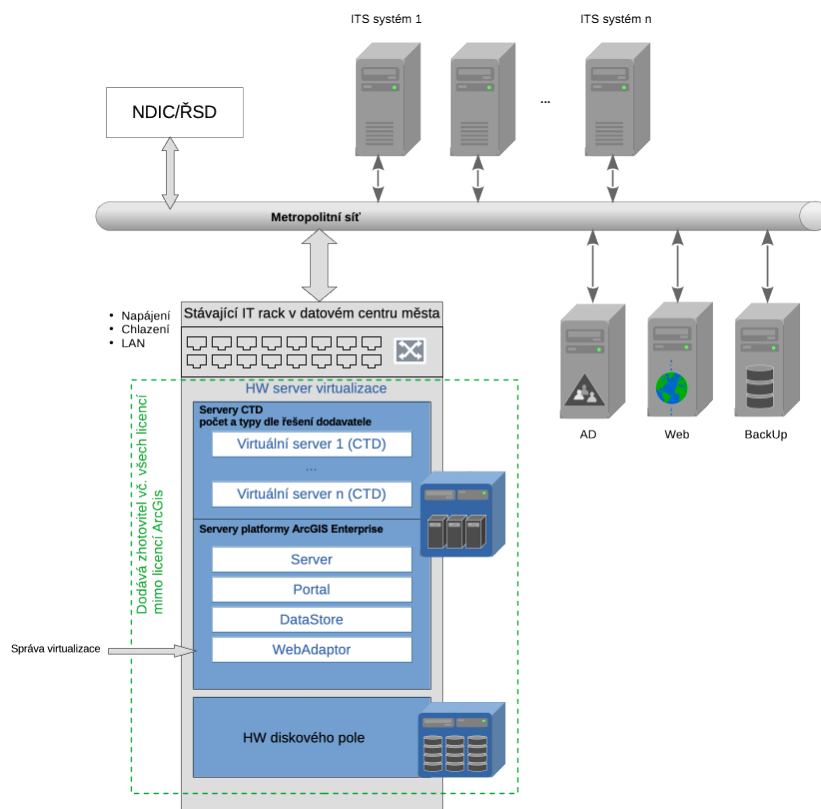 ITS systém 1
ITS systém n
...
NDIC/ŘSD
Metropolitní síť
• Napájení
• Chlazení
• LAN
Stávající IT rack v datovém centru města
HW server virtualizace
Servery CTD
počet a typy dle řešení dodavatele
Virtuální server 1 (CTD)
...
Virtuální server n (CTD)
Servery platformy ArcGIS Enterprise
Server
Portal
DataStore
WebAdaptor
HW diskového pole
Dodává zhotovitel vč. všech licencí
mimo licencí ArcGis
Správa virtualizace
AD
Web
BackUp